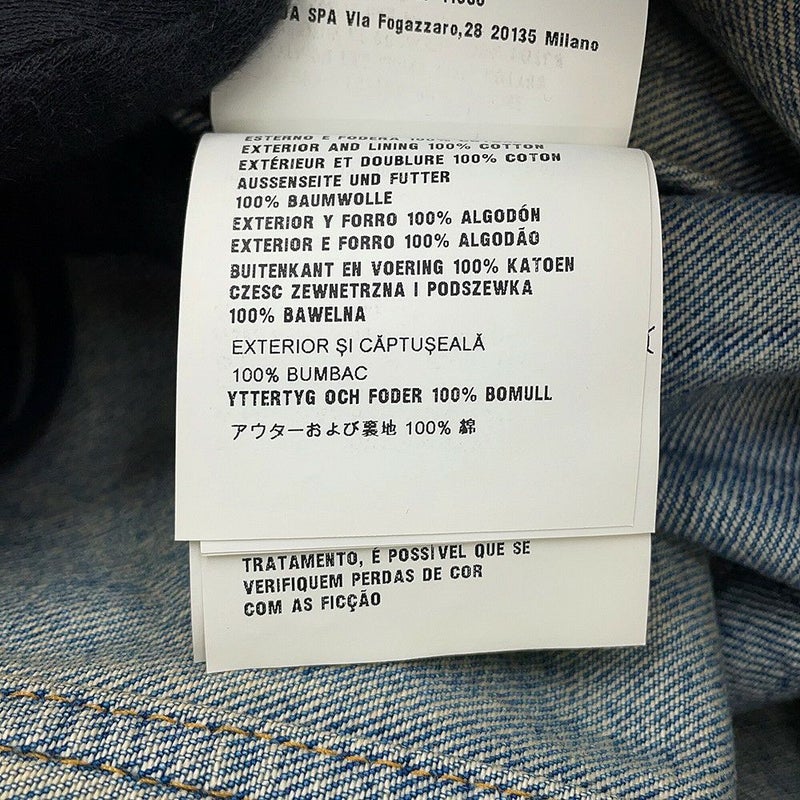 SPA Via Fogazzaro,28 20135 Milano
ESTERNO E FODERA 100%
EXTERIOR AND LINING 100% COTTON
EXTÉRIEUR ET DOUBLURE 100% COTON
AUSSENSEITE UND FUTTER
100% BAUMWOLLE
EXTERIOR Y FORRO 100% ALGODÓN
EXTERIOR E FORRO 100% ALGODÃO
BUITENKANT EN VOERING 100% KATOEN
CZESC ZEWNETRZNA I PODSZEWKA
100% BAWELNA
EXTERIOR ŞI CĂPTUŞEALĂ
100% BUMBAC
YTTERTYG OCH FODER 100% BOMULL
アウターおよび裏地 100% 綿
TRATAMENTO, É POSSIVEL QUE SE
VERIFIQUEM PERDAS DE COR
COM AS FICÇÃO